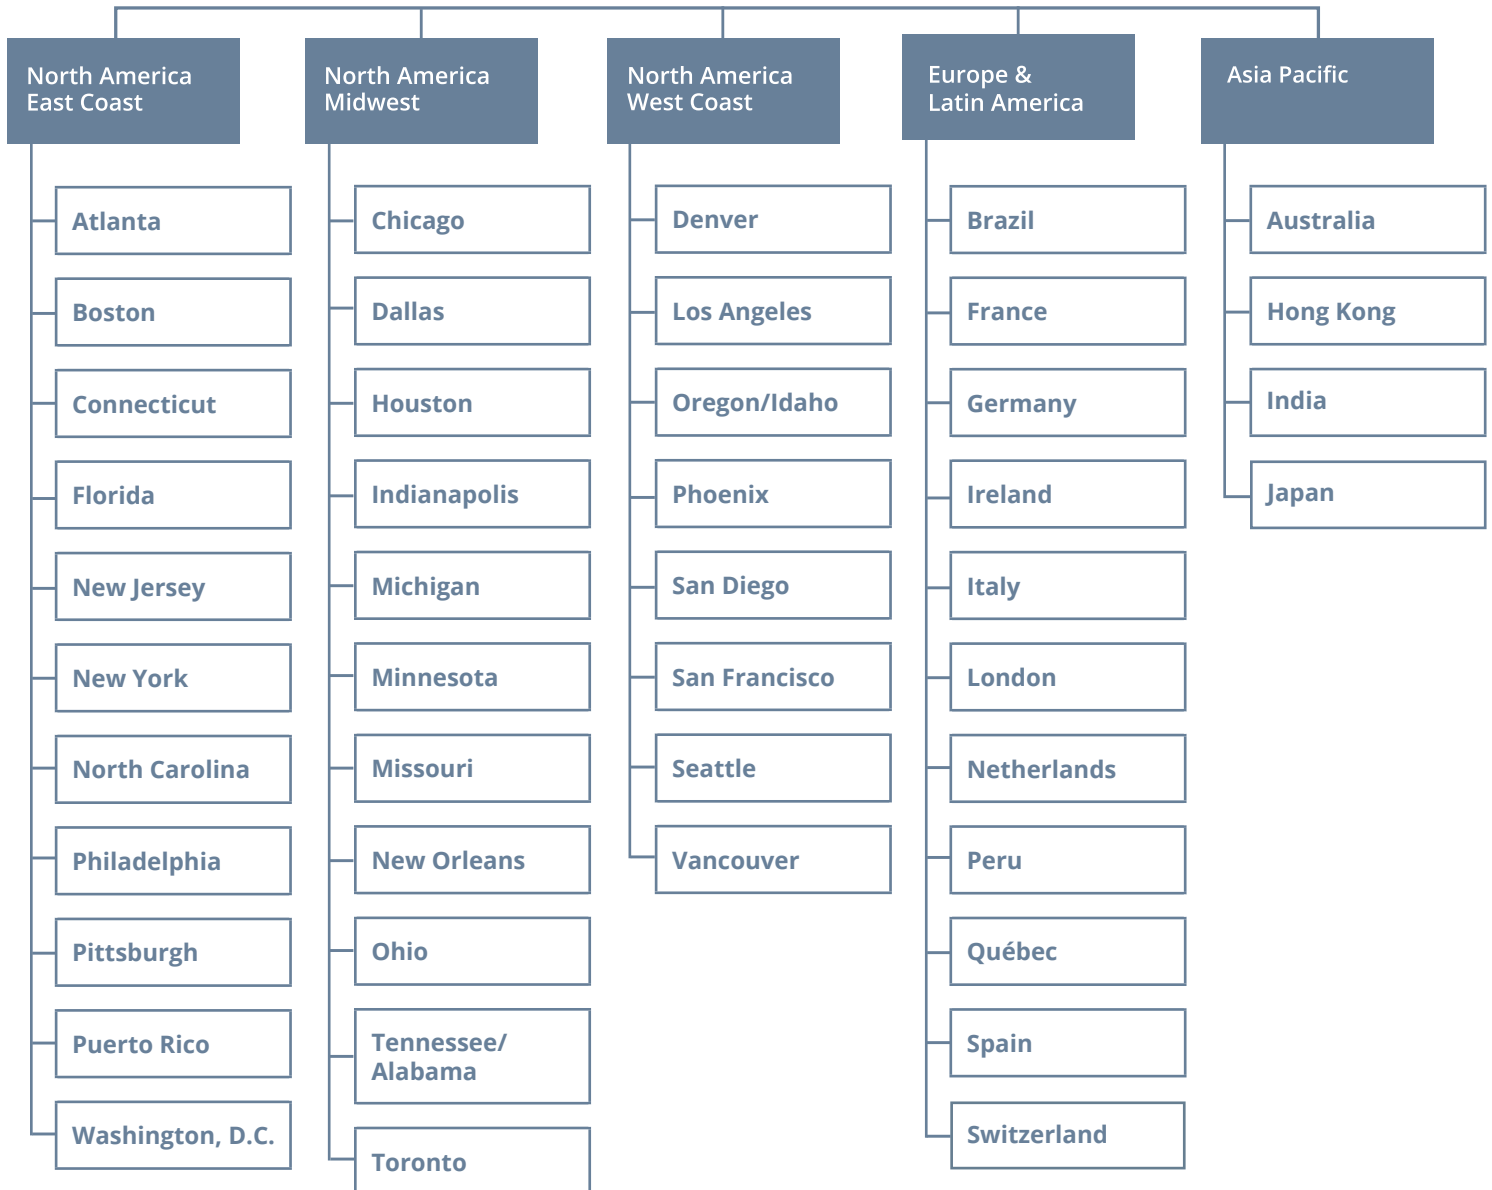 North America
East Coast
Atlanta
Boston
Connecticut
Florida
New Jersey
New York
North Carolina
Philadelphia
Pittsburgh
Puerto Rico
Washington, D.C.
North America
Midwest
Chicago
Dallas
Houston
Indianapolis
Michigan
Minnesota
Missouri
New Orleans
Ohio
Tennessee/
Alabama
Toronto
North America
West Coast
Denver
Los Angeles
Oregon/Idaho
Phoenix
San Diego
San Francisco
Seattle
Vancouver
Europe &
Latin America
Brazil
France
Germany
Ireland
Italy
London
Netherlands
Peru
Québec
Spain
Switzerland
Asia Pacific
Australia
Hong Kong
India
Japan